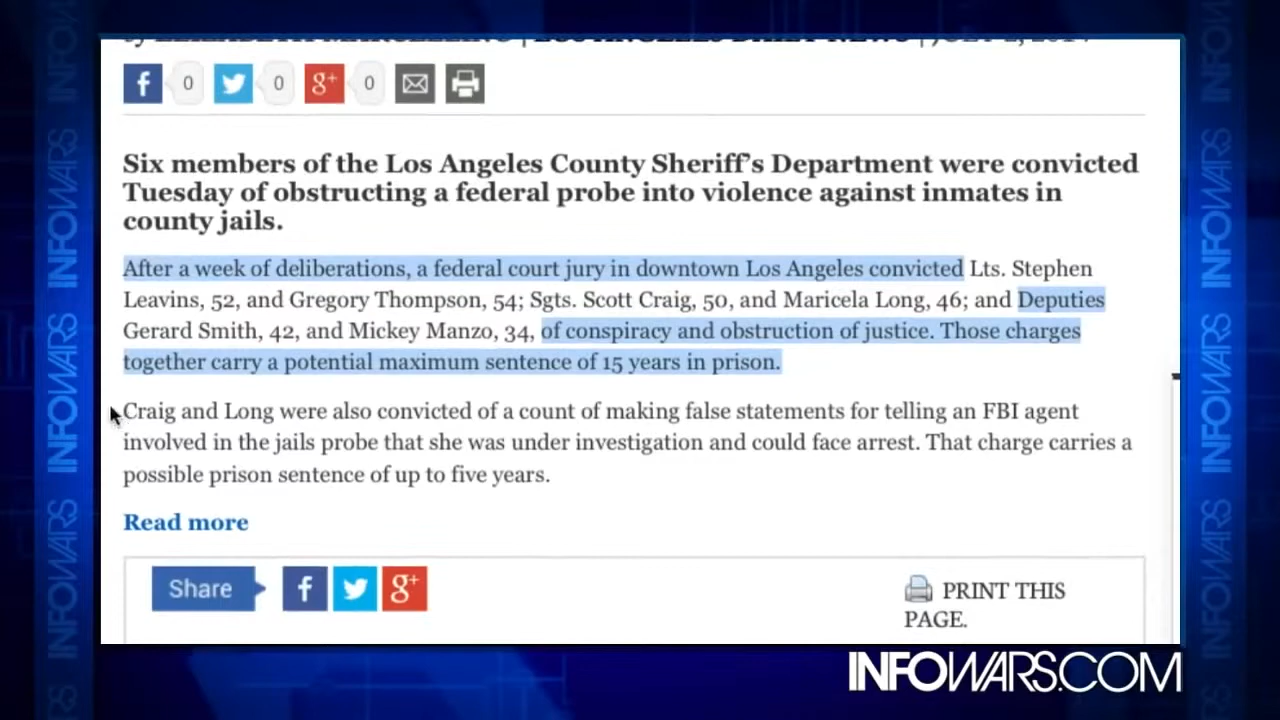 f 0 0 g+ 0
Six members of the Los Angeles County Sheriff's Department were convicted
Tuesday of obstructing a federal probe into violence against inmates in
county jails.
After a week of deliberations, a federal court jury in downtown Los Angeles convicted Lts. Stephen
Leavins, 52, and Gregory Thompson, 54; Sgts. Scott Craig, 50, and Maricela Long, 46; and Deputies
Gerard Smith, 42, and Mickey Manzo, 34, of conspiracy and obstruction of justice. Those charges
together carry a potential maximum sentence of 15 years in prison.
Craig and Long were also convicted of a count of making false statements for telling an FBI agent
involved in the jails probe that she was under investigation and could face arrest. That charge carries a
possible prison sentence of up to five years.
Read more
Share f g+
PRINT THIS
PAGE.
INFOWARS.COM
INFOWARS
INFOWARS
INFOWARS
INFOWARS
INFOWARS
INFOWARS